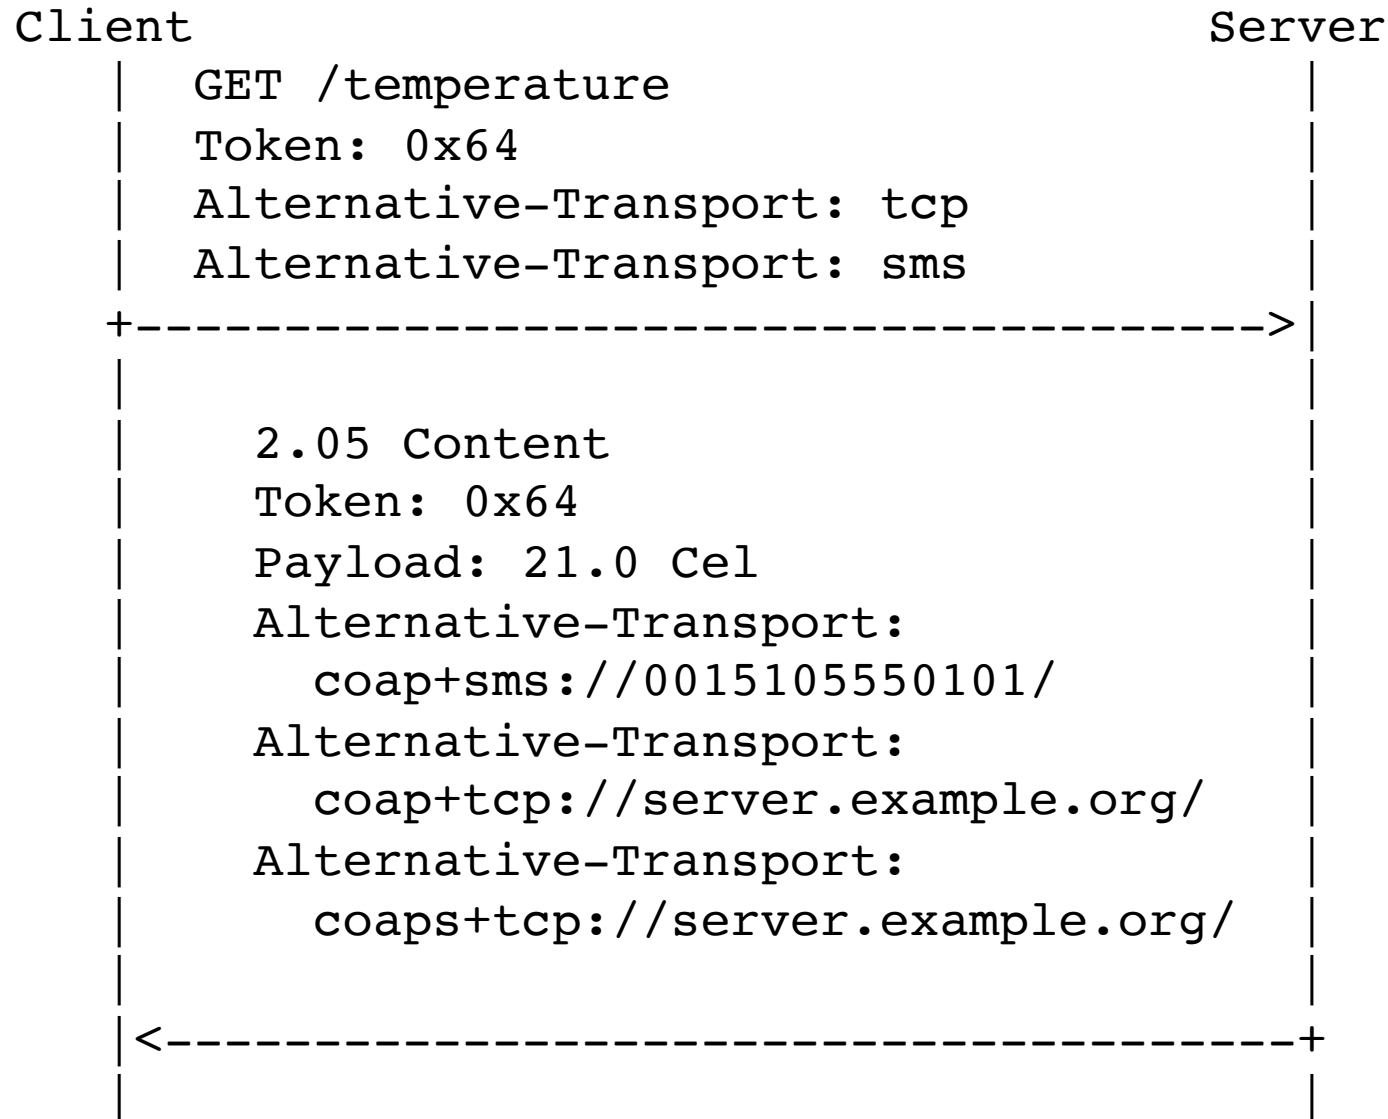 Client Server
GET /temperature
Token: 0x64
Alternative-Transport: tcp
Alternative-Transport: sms
+-------------------------------------->|
2.05 Content
Token: 0x64
Payload: 21.0 Cel
Alternative-Transport:
coap+sms://0015105550101/
Alternative-Transport:
coap+tcp://server.example.org/
Alternative-Transport:
coaps+tcp://server.example.org/
|<--------------------------------------+